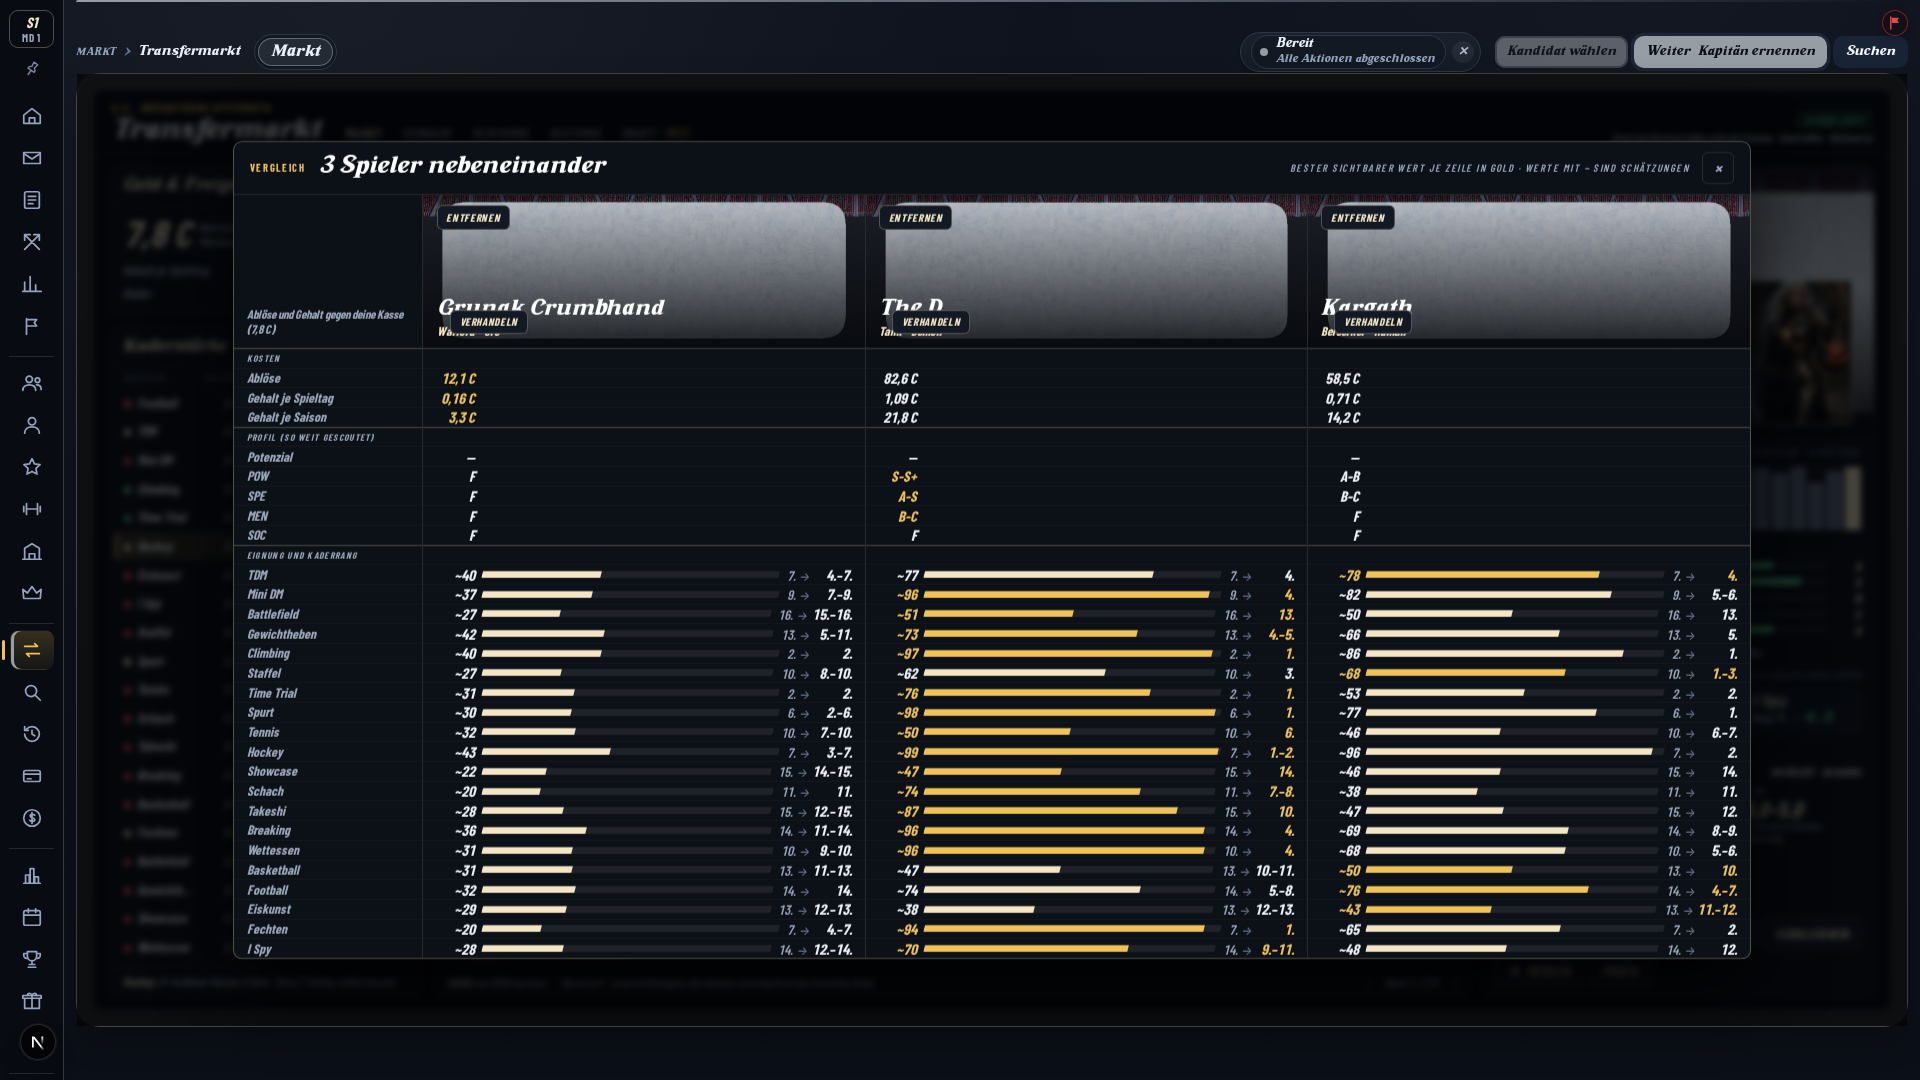 S1
MD 1
MARKT > Transfermarkt Markt
Bereit
Alle Aktionen abgeschlossen
×
Kandidat wählen
Weiter Kapitän ernennen
Suchen
Transfermarkt
7,8 C
VERGLEICH 3 Spieler nebeneinander
BESTER SICHTBARER WERT JE ZEILE IN GOLD · WERTE MIT ~ SIND SCHÄTZUNGEN ×
ENTFERNEN ENTFERNEN ENTFERNEN
Ablöse und Gehalt gegen deine Kasse
(7,8 C)
Grunak Crumbhand The D Kargath
VERHANDELN VERHANDELN VERHANDELN
KOSTEN
Ablöse 12,1 C 82,6 C 58,5 C
Gehalt je Spieltag 0,16 C 1,09 C 0,71 C
Gehalt je Saison 3,3 C 21,8 C 14,2 C
PROFIL (SO WEIT GESCOUTET)
Potenzial – – –
POW F S-S+ A-B
SPE F A-S B-C
MEN F B-C F
SOC F F F
EIGNUNG UND KADERRANG
TDM ~40 7. → 4.-7. ~77 7. → 4. ~78 7. → 4.
Mini DM ~37 9. → 7.-9. ~96 9. → 4. ~82 9. → 5.-6.
Battlefield ~27 16. → 15.-16. ~51 16. → 13. ~50 16. → 13.
Gewichtheben ~42 13. → 5.-11. ~73 13. → 4.-5. ~66 13. → 5.
Climbing ~40 2. → 2. ~97 2. → 1. ~86 2. → 1.
Staffel ~27 10. → 8.-10. ~62 10. → 3. ~68 10. → 1.-3.
Time Trial ~31 2. → 2. ~76 2. → 1. ~53 2. → 2.
Spurt ~30 6. → 2.-6. ~98 6. → 1. ~77 6. → 1.
Tennis ~32 10. → 7.-10. ~50 10. → 6. ~46 10. → 6.-7.
Hockey ~43 7. → 3.-7. ~99 7. → 1.-2. ~96 7. → 2.
Showcase ~22 15. → 14.-15. ~47 15. → 14. ~46 15. → 14.
Schach ~20 11. → 11. ~74 11. → 7.-8. ~38 11. → 11.
Takeshi ~28 15. → 12.-15. ~87 15. → 10. ~47 15. → 12.
Breaking ~36 14. → 11.-14. ~96 14. → 4. ~69 14. → 8.-9.
Wettessen ~31 10. → 9.-10. ~96 10. → 4. ~68 10. → 5.-6.
Basketball ~31 13. → 11.-13. ~47 13. → 10.-11. ~50 13. → 10.
Football ~32 14. → 14. ~74 14. → 5.-8. ~76 14. → 4.-7.
Eiskunst ~29 13. → 12.-13. ~38 13. → 12.-13. ~43 13. → 11.-12.
Fechten ~20 7. → 4.-7. ~94 7. → 1. ~65 7. → 2.
I Spy ~28 14. → 12.-14. ~70 14. → 9.-11. ~48 14. → 12.
N